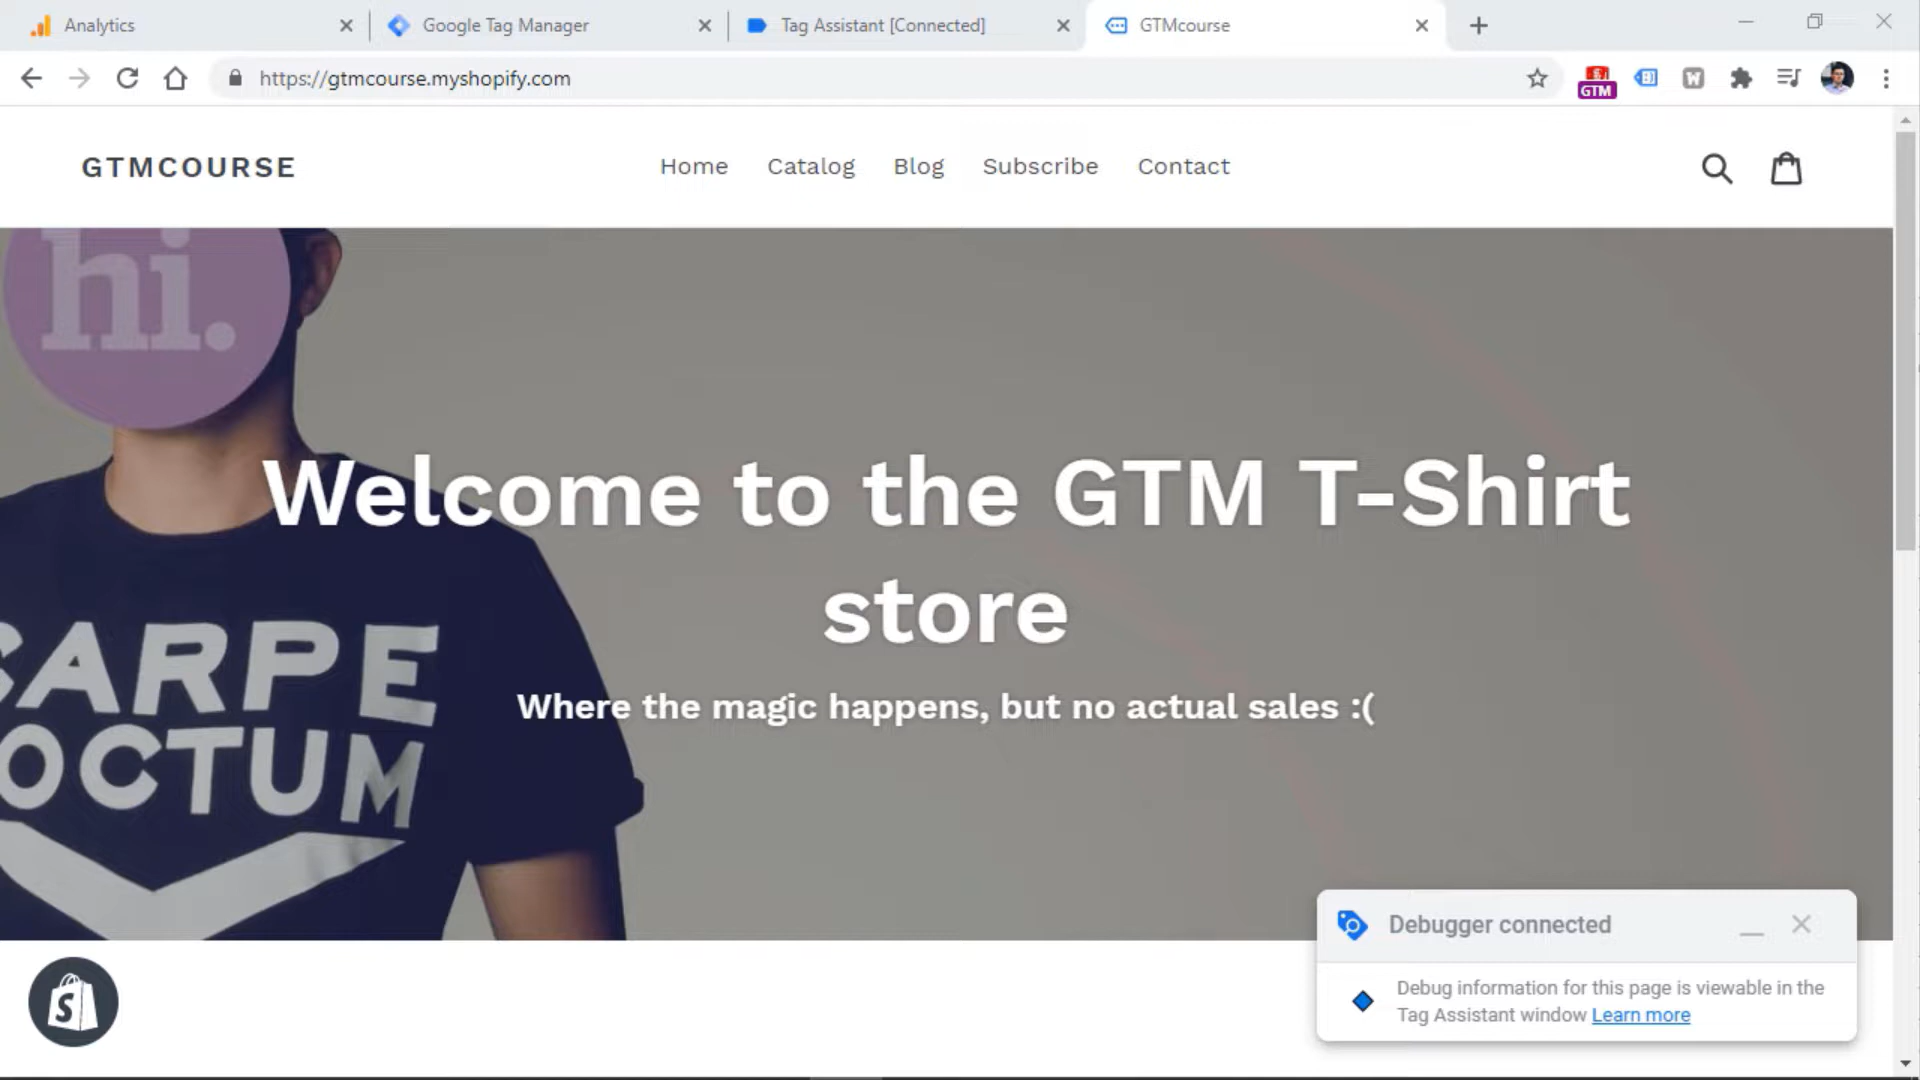 Analytics
Google Tag Manager
Tag Assistant [Connected]
GTMcourse
https://gtmcourse.myshopify.com
GTM
W
GTMCOURSE
Home
Catalog
Blog
Subscribe
Contact
hi.
Welcome to the GTM T-Shirt
store
Where the magic happens, but no actual sales :(
CARPE
OCTUM
Debugger connected
Debug information for this page is viewable in the
Tag Assistant window Learn more
S